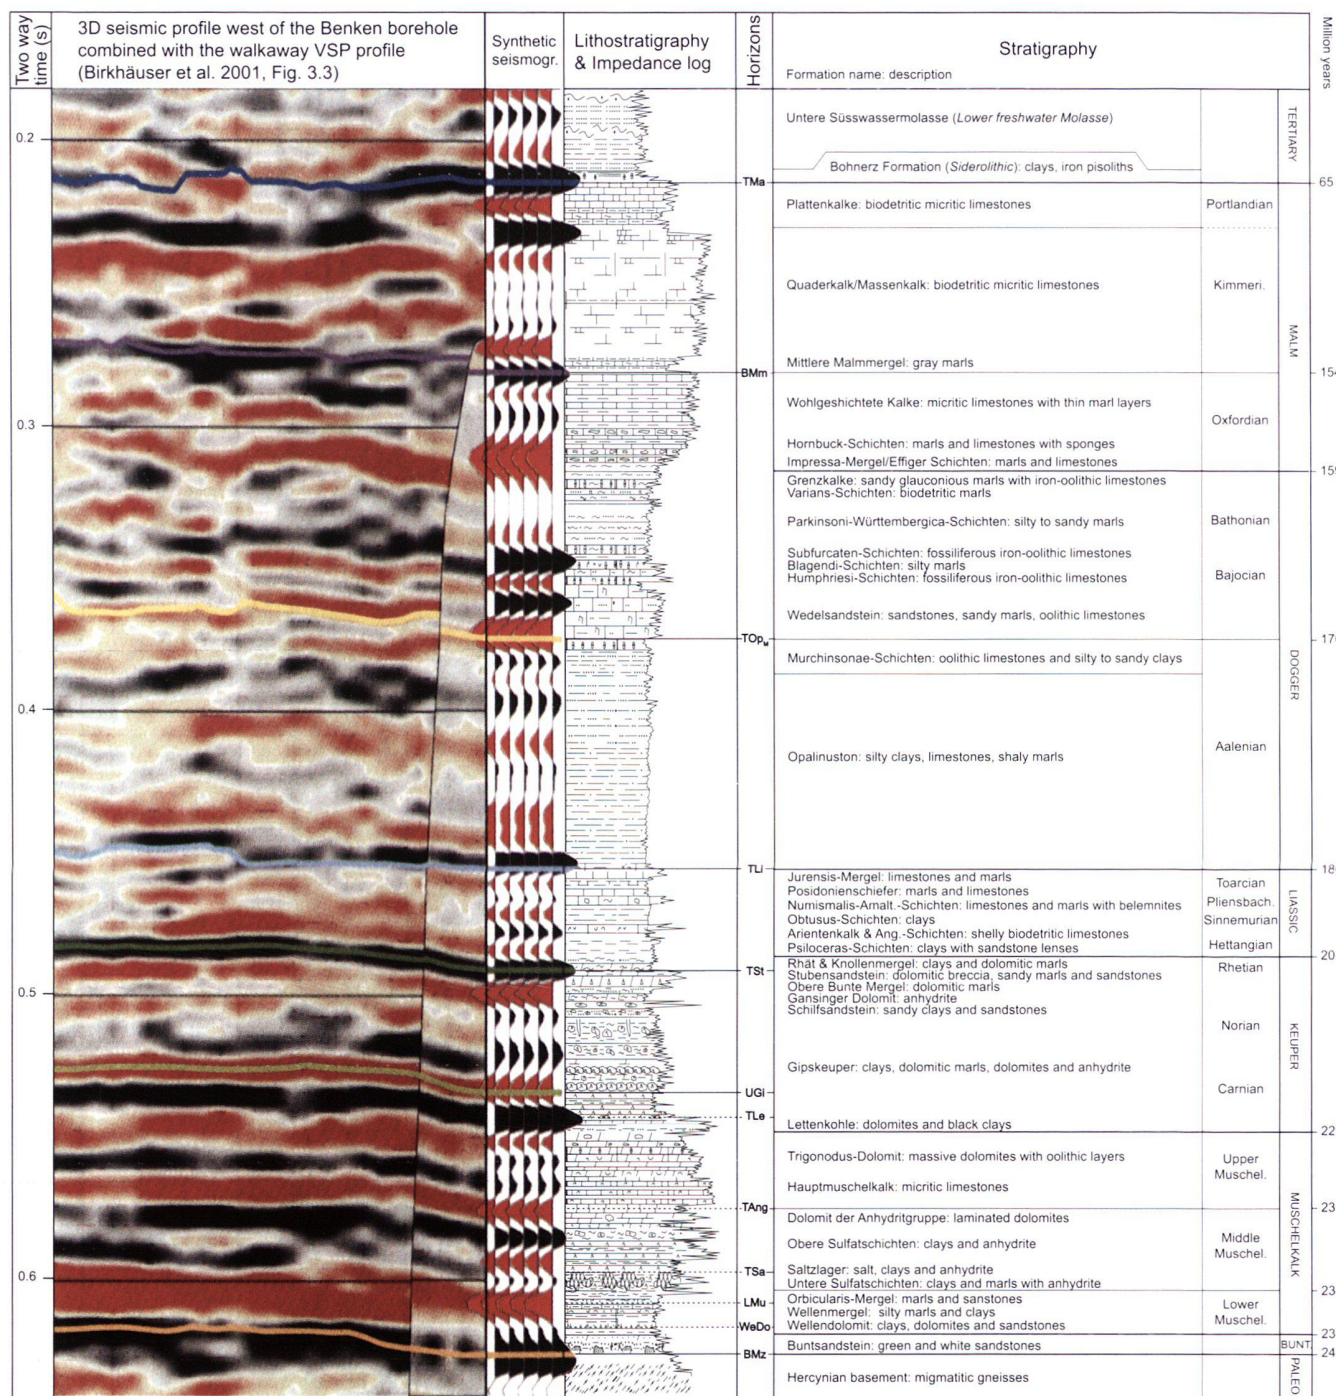 Two way
time (s)
3D seismic profile west of the Benken borehole
combined with the walkaway VSP profile
(Birkhäuser et al. 2001, Fig. 3.3)
Synthetic
seismogr.
Lithostratigraphy
& Impedance log
Horizons
Stratigraphy
Formation name: description
Million years
Untere Süsswassermolasse (Lower freshwater Molasse)
TERTIARY
0.2
Bohnerz Formation (Siderolithic): clays, iron pisoliths
TMa
65
Plattenkalke: biodetritic micritic limestones
Portlandian
Quaderkalk/Massenkalk: biodetritic micritic limestones
Kimmeri.
MALM
Mittlere Malmmergel: gray marls
BMm
154
Wohlgeshichtete Kalke: micritic limestones with thin marl layers
Oxfordian
0.3
Hornbuck-Schichten: marls and limestones with sponges
Impressa-Mergel/Effiger Schichten: marls and limestones
159
Grenzkalke: sandy glauconious marls with iron-oolithic limestones
Varians-Schichten: biodetritic marls
Parkinsoni-Württembergica-Schichten: silty to sandy marls
Bathonian
Subfurcaten-Schichten: fossiliferous iron-oolithic limestones
Blagendi-Schichten: silty marls
Humphriesi-Schichten: fossiliferous iron-oolithic limestones
Bajocian
Wedelsandstein: sandstones, sandy marls, oolithic limestones
TOpM
DOGGER
Murchinsonae-Schichten: oolithic limestones and silty to sandy clays
0.4
Aalenian
Opalinuston: silty clays, limestones, shaly marls
TLi
Jurensis-Mergel: limestones and marls
Toarcian
Posidonienschiefer: marls and limestones
Numismalis-Amalt.-Schichten: limestones and marls with belemnites
Pliensbach.
LIASSIC
Obtusus-Schichten: clays
Sinnemurian
Arientenkalk & Ang.-Schichten: shelly biodetritic limestones
Psiloceras-Schichten: clays with sandstone lenses
Hettangian
Rhät & Knollenmergel: clays and dolomitic marls
Rhetian
TSt
Stubensandstein: dolomitic breccia, sandy marls and sandstones
Obere Bunte Mergel: dolomitic marls
0.5
Gansinger Dolomit: anhydrite
Schilfsandstein: sandy clays and sandstones
Norian
KEUPER
Gipskeuper: clays, dolomitic marls, dolomites and anhydrite
UGi
Carnian
TLe
Lettenkohle: dolomites and black clays
Trigonodus-Dolomit: massive dolomites with oolithic layers
Upper
Muschel.
Hauptmuschelkalk: micritic limestones
TAng
Dolomit der Anhydritgruppe: laminated dolomites
MUSCHELKALK
Obere Sulfatschichten: clays and anhydrite
Middle
Muschel.
0.6
TSa
Saltzlager: salt, clays and anhydrite
Untere Sulfatschichten: clays and marls with anhydrite
Orbicularis-Mergel: marls and sanstones
LMu
Wellenmergel: silty marls and clays
Lower
Muschel.
WeDo
Wellendolomit: clays, dolomites and sandstones
Buntsandstein: green and white sandstones
BUNT.
BMz
Hercynian basement: migmatitic gneisses
PALEO